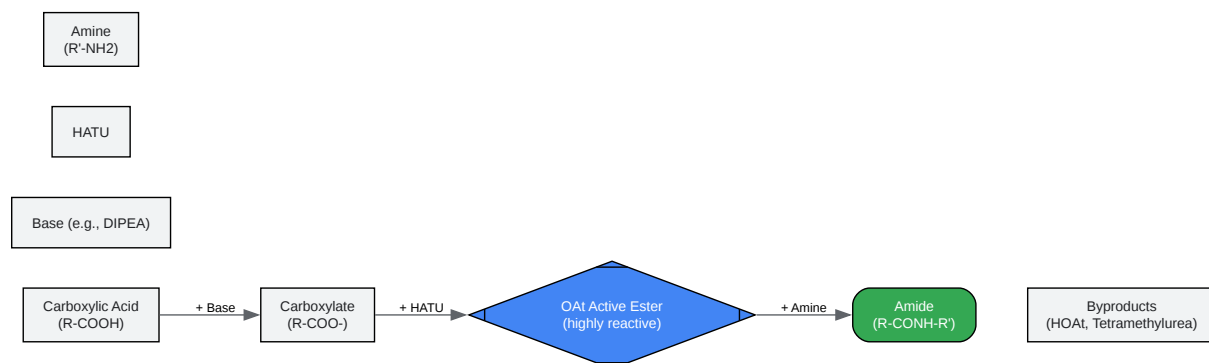 Amine
(R'-NH2)
HATU
Base (e.g., DIPEA)
Carboxylic Acid
(R-COOH)
+ Base
Carboxylate
(R-COO-)
+ HATU
OAt Active Ester
(highly reactive)
+ Amine
Amide
(R-CONH-R')
Byproducts
(HOAt, Tetramethylurea)